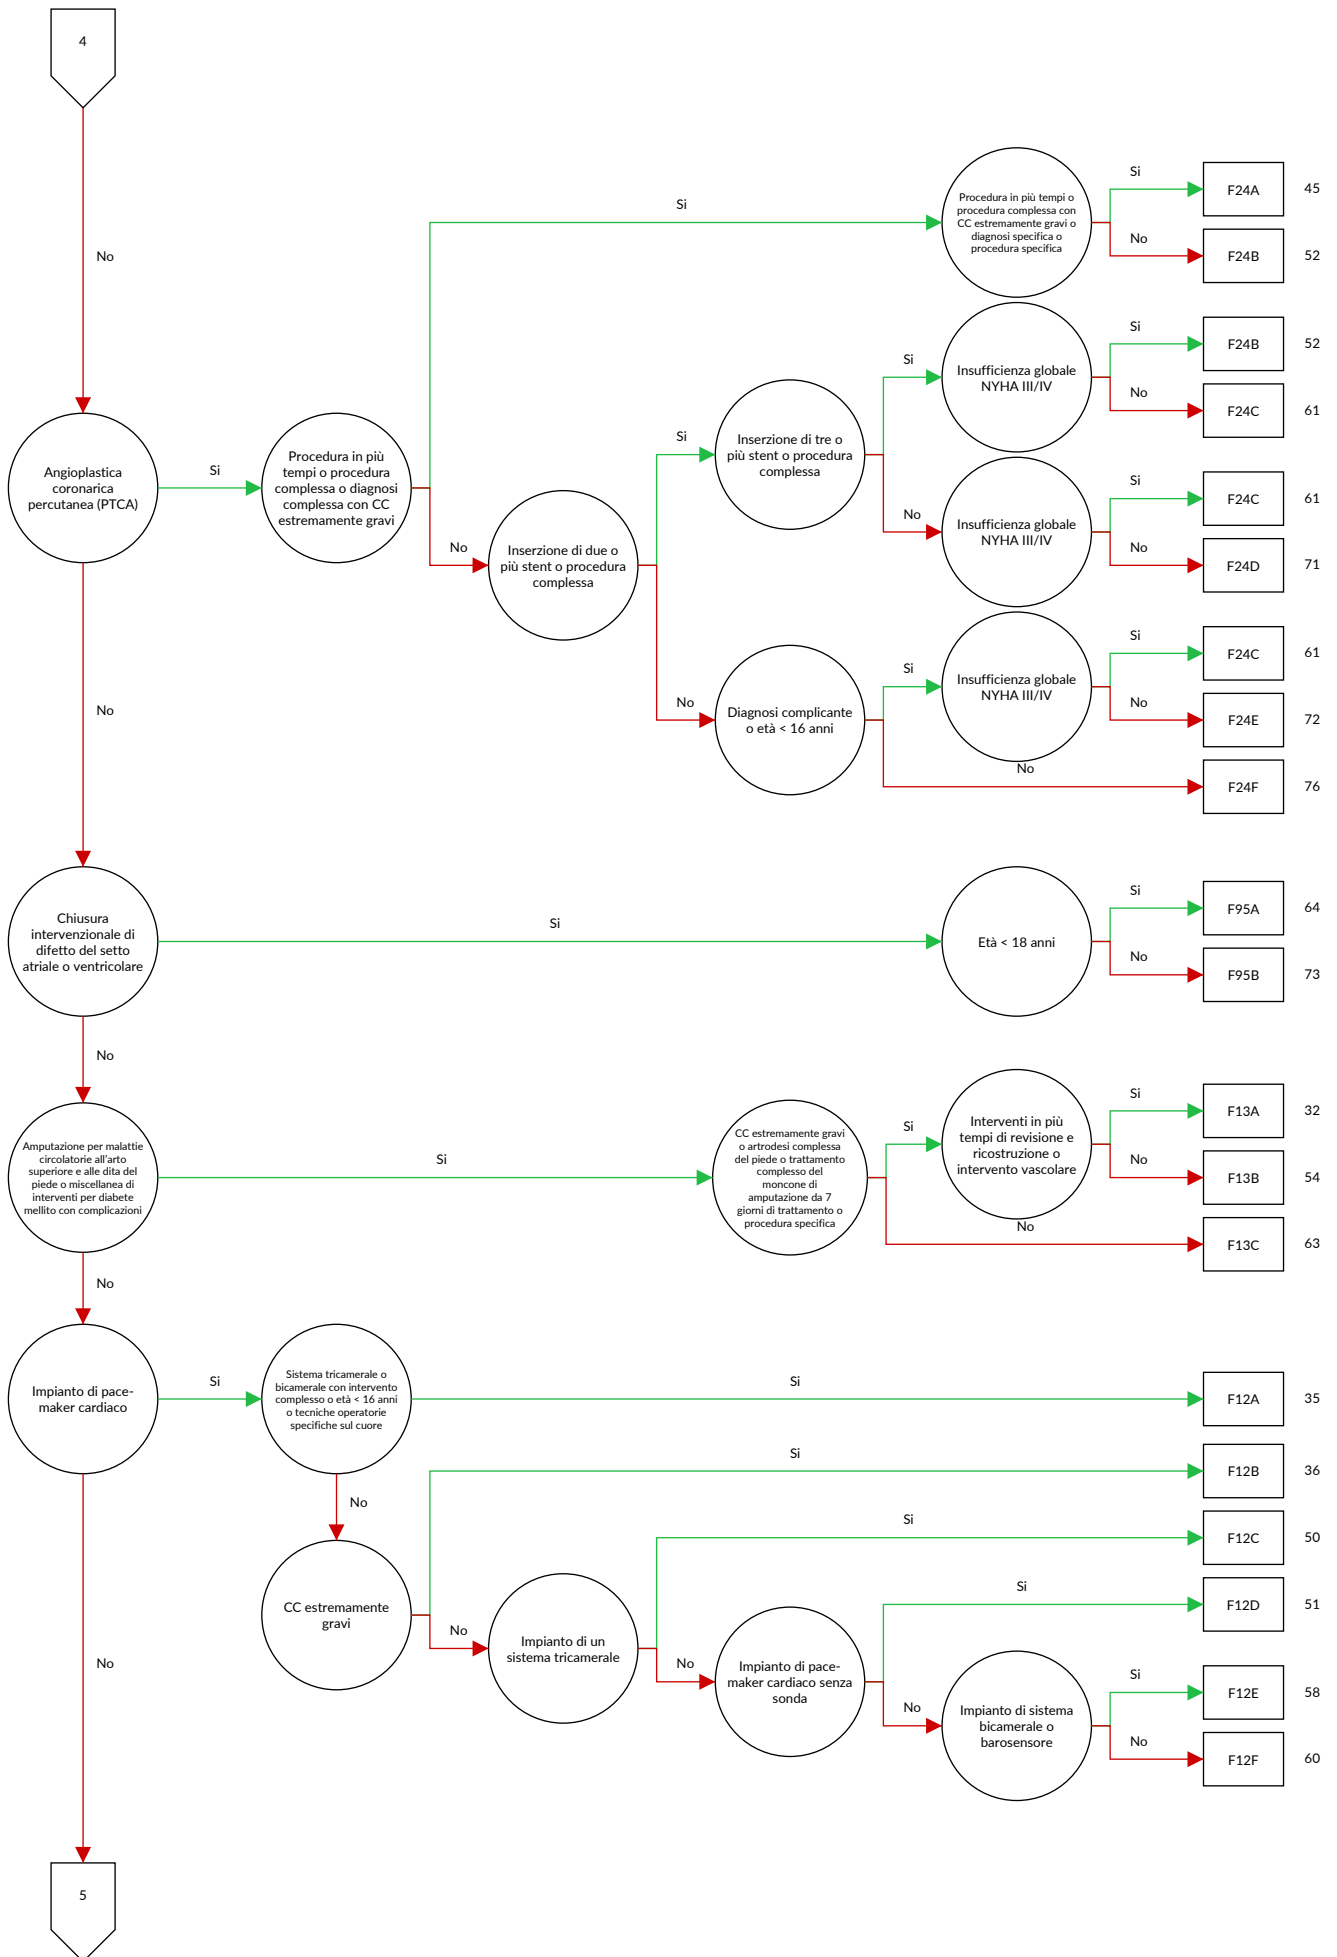 4
No
Angioplastica
coronarica
percutanea (PTCA)
Si
Procedura in più
tempi o procedura
complessa o diagnosi
complessa con CC
estremamente gravi
Si
Procedura in più tempi o
procedura complessa con
CC estremamente gravi o
diagnosi specifica o
procedura specifica
Si
F24A
45
No
F24B
52
No
Inserzione di due o
più stent o procedura
complessa
Si
Inserzione di tre o
più stent o procedura
complessa
Si
Insufficienza globale
NYHA III/IV
Si
F24B
52
No
F24C
61
No
Insufficienza globale
NYHA III/IV
Si
F24C
61
No
F24D
71
No
Diagnosi complicante
o età < 16 anni
Si
Insufficienza globale
NYHA III/IV
Si
F24C
61
No
F24E
72
No
F24F
76
No
Chiusura
intervenzionale di
difetto del setto
atriale o ventricolare
Si
Età < 18 anni
Si
F95A
64
No
F95B
73
No
Amputazione per malattie
circolatorie all'arto
superiore e alle dita del
piede o miscellanea di
interventi per diabete
mellito con complicazioni
Si
CC estremamente gravi
o artrodesi complessa
del piede o trattamento
complesso del
moncone di
amputazione da 7
giorni di trattamento o
procedura specifica
Si
Interventi in più
tempi di revisione e
ricostruzione o
intervento vascolare
Si
F13A
32
No
F13B
54
No
F13C
63
No
Impianto di pace-
maker cardiaco
Si
Sistema tricamerale o
bicamerale con intervento
complesso o età < 16 anni
o tecniche operatorie
specifiche sul cuore
Si
F12A
35
No
CC estremamente
gravi
Si
F12B
36
No
Impianto di un
sistema tricamerale
Si
F12C
50
No
Impianto di pace-
maker cardiaco senza
sonda
Si
F12D
51
No
Impianto di sistema
bicamerale o
barosensore
Si
F12E
58
No
F12F
60
No
5